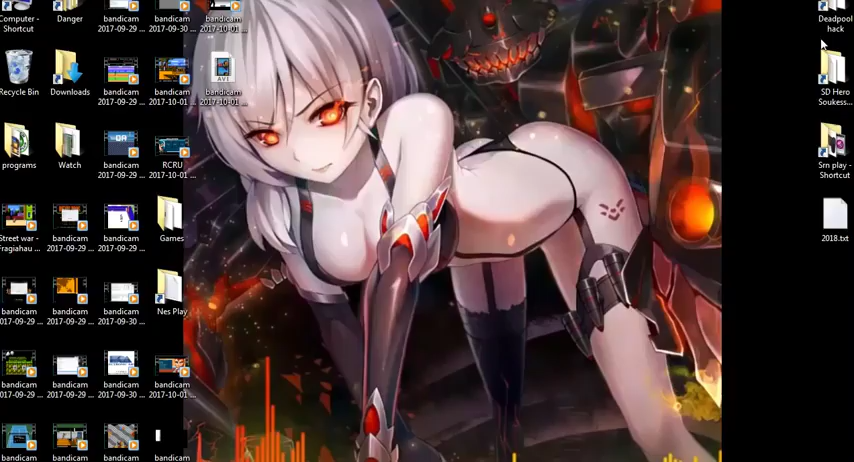 Computer -
Shortcut
Danger
bandicam
2017-09-29 ...
bandicam
2017-09-30 ...
bandicam
2017-10-01 ...
Deadpool
hack
Recycle Bin
Downloads
bandicam
2017-09-29 ...
bandicam
2017-10-01 ...
AVI
bandicam
2017-10-01 ...
SD Hero
Soukess...
programs
Watch
QA
bandicam
2017-09-29 ...
RCRU
2017-10-01 ...
Srn play -
Shortcut
Street war -
Fragiahau ...
bandicam
2017-09-29 ...
bandicam
2017-09-29 ...
Games
2018.txt
bandicam
2017-09-29 ...
bandicam
2017-09-29 ...
bandicam
2017-09-30 ...
Nes Play
bandicam
2017-09-29 ...
bandicam
2017-09-29 ...
bandicam
2017-09-30 ...
bandicam
2017-10-01 ...
bandicam
bandicam
bandicam
bandicam